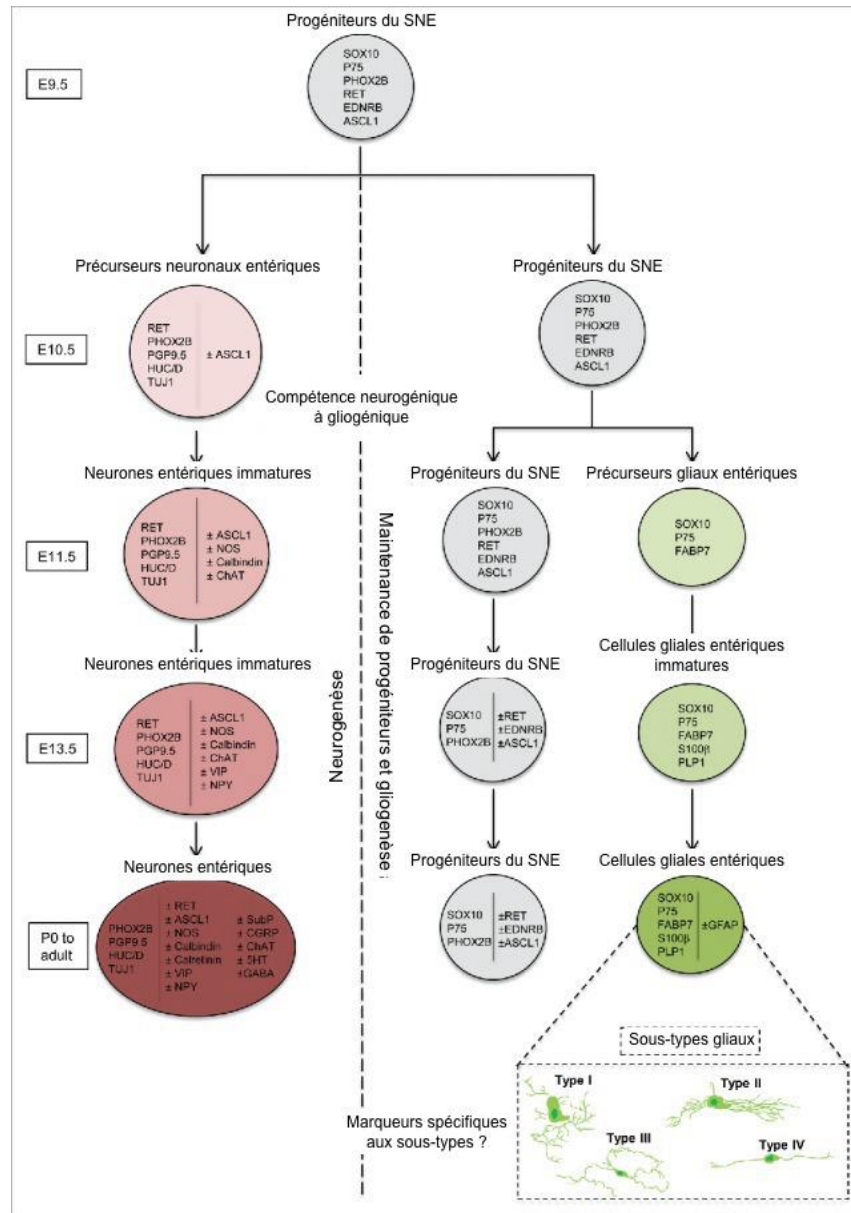 Progéniteurs du SNE
E9.5
SOX10
P75
PHOX2B
RET
EDNRB
ASCL1
Précurseurs neuronaux entériques
Progéniteurs du SNE
E10.5
RET
PHOX2B
PGP9.5
HUC/D
TUJ1
± ASCL1
SOX10
P75
PHOX2B
RET
EDNRB
ASCL1
Compétence neurogénique
à gliogénique
Neurones entériques immatures
Progéniteurs du SNE
Précurseurs gliaux entériques
E11.5
RET
PHOX2B
PGP9.5
HUC/D
TUJ1
± ASCL1
± NOS
± Calbindin
± ChAT
SOX10
P75
PHOX2B
RET
EDNRB
ASCL1
SOX10
P75
FABP7
Neurones entériques immatures
Progéniteurs du SNE
Cellules gliales entériques
immatures
E13.5
RET
PHOX2B
PGP9.5
HUC/D
TUJ1
± ASCL1
± NOS
± Calbindin
± ChAT
± VIP
± NPY
Neurogenèse
Maintenance de progéniteurs et gliogenèse :
SOX10
P75
PHOX2B
±RET
±EDNRB
±ASCL1
SOX10
P75
FABP7
S100β
PLP1
Neurones entériques
Progéniteurs du SNE
Cellules gliales entériques
P0 to
adult
PHOX2B
PGP9.5
HUC/D
TUJ1
± RET
± ASCL1
± NOS
± Calbindin
± Calretinin
± VIP
± NPY
± SubP
± CGRP
± ChAT
± 5HT
±GABA
SOX10
P75
PHOX2B
±RET
±EDNRB
±ASCL1
SOX10
P75
FABP7
S100β
PLP1
±GFAP
Sous-types gliaux
Marqueurs spécifiques
aux sous-types ?
Type I
Type II
Type III
Type IV